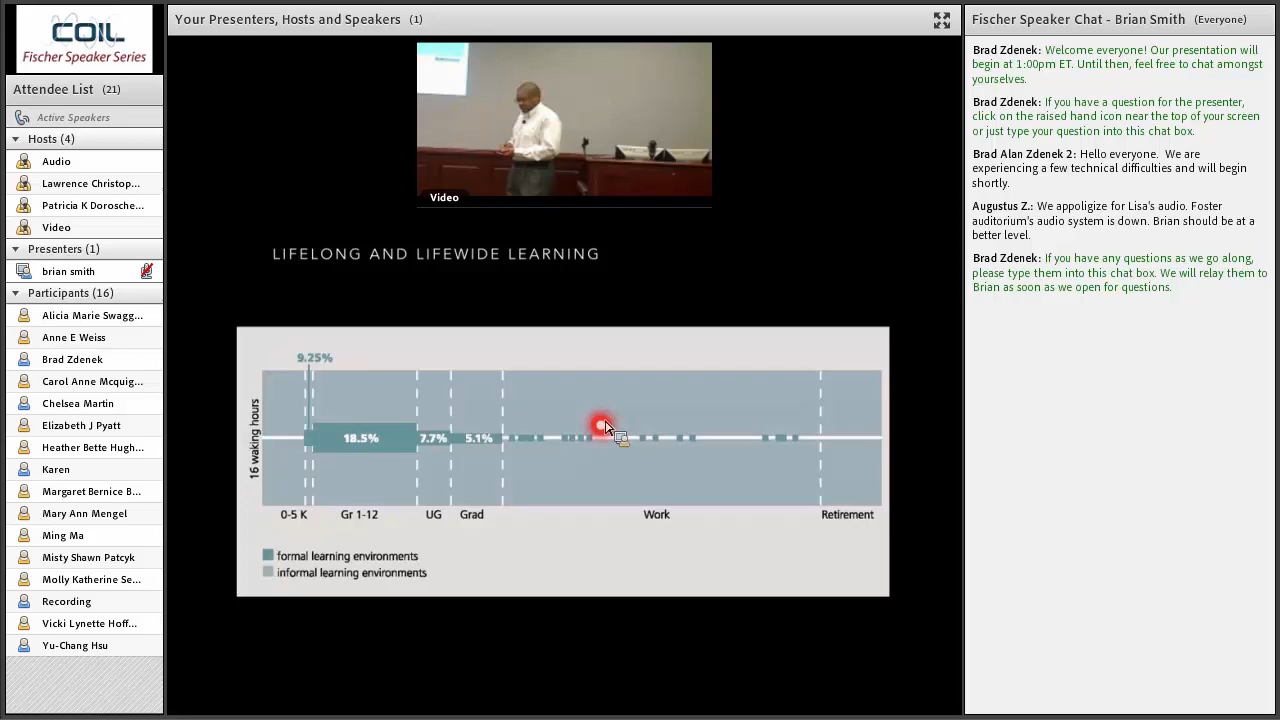 COIL
Fischer Speaker Series
Attendee List (21)
Active Speakers
Hosts (4)
Audio
Lawrence Christop...
Patricia K Dorosche...
Video
Presenters (1)
brian smith
Participants (16)
Alicia Marie Swagg...
Anne E Weiss
Brad Zdenek
Carol Anne Mcquig...
Chelsea Martin
Elizabeth J Pyatt
Heather Bette Hugh...
Karen
Margaret Bernice B...
Mary Ann Mengel
Ming Ma
Misty Shawn Patcyk
Molly Katherine Se...
Recording
Vicki Lynette Hoff...
Yu-Chang Hsu
Your Presenters, Hosts and Speakers (1)
Video
LIFELONG AND LIFEWIDE LEARNING
9.25%
16 waking hours
18.5% 7.7% 5.1%
0-5 K Gr 1-12 UG Grad Work Retirement
formal learning environments
informal learning environments
Fischer Speaker Chat - Brian Smith (Everyone)
Brad Zdenek: Welcome everyone! Our presentation will
begin at 1:00pm ET. Until then, feel free to chat amongst
yourselves.
Brad Zdenek: If you have a question for the presenter,
click on the raised hand icon near the top of your screen
or just type your question into this chat box.
Brad Alan Zdenek 2: Hello everyone. We are
experiencing a few technical difficulties and will begin
shortly.
Augustus Z.: We appoligize for Lisa's audio. Foster
auditorium's audio system is down. Brian should be at a
better level.
Brad Zdenek: If you have any questions as we go along,
please type them into this chat box. We will relay them to
Brian as soon as we open for questions.